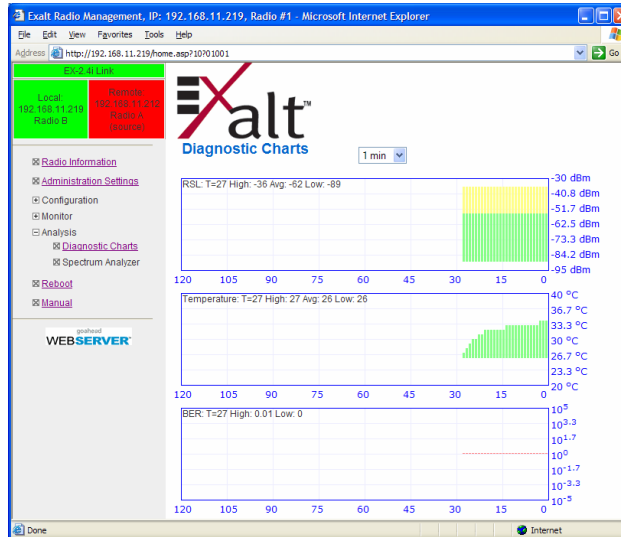 Exalt Radio Management, IP: 192.168.11.219, Radio #1 - Microsoft Internet Explorer
File Edit View Favorites Tools Help
Address http://192.168.11.219/home.asp?10?01001 Go
EX-2.4i Link
Local:
192.168.11.219
Radio B
Remote:
192.168.11.212
Radio A
(source)
Exalt™
Diagnostic Charts
1 min
Radio Information
Administration Settings
Configuration
Monitor
Analysis
Diagnostic Charts
Spectrum Analyzer
Reboot
Manual
goahead
WEBSERVER
RSL: T=27 High: -36 Avg: -62 Low: -89
-30 dBm
-40.8 dBm
-51.7 dBm
-62.5 dBm
-73.3 dBm
-84.2 dBm
-95 dBm
120 105 90 75 60 45 30 15 0
Temperature: T=27 High: 27 Avg: 26 Low: 26
40 °C
36.7 °C
33.3 °C
30 °C
26.7 °C
23.3 °C
20 °C
120 105 90 75 60 45 30 15 0
BER: T=27 High: 0.01 Low: 0
10^5
10^3.3
10^1.7
10^0
10^-1.7
10^-3.3
10^-5
120 105 90 75 60 45 30 15 0
Done Internet